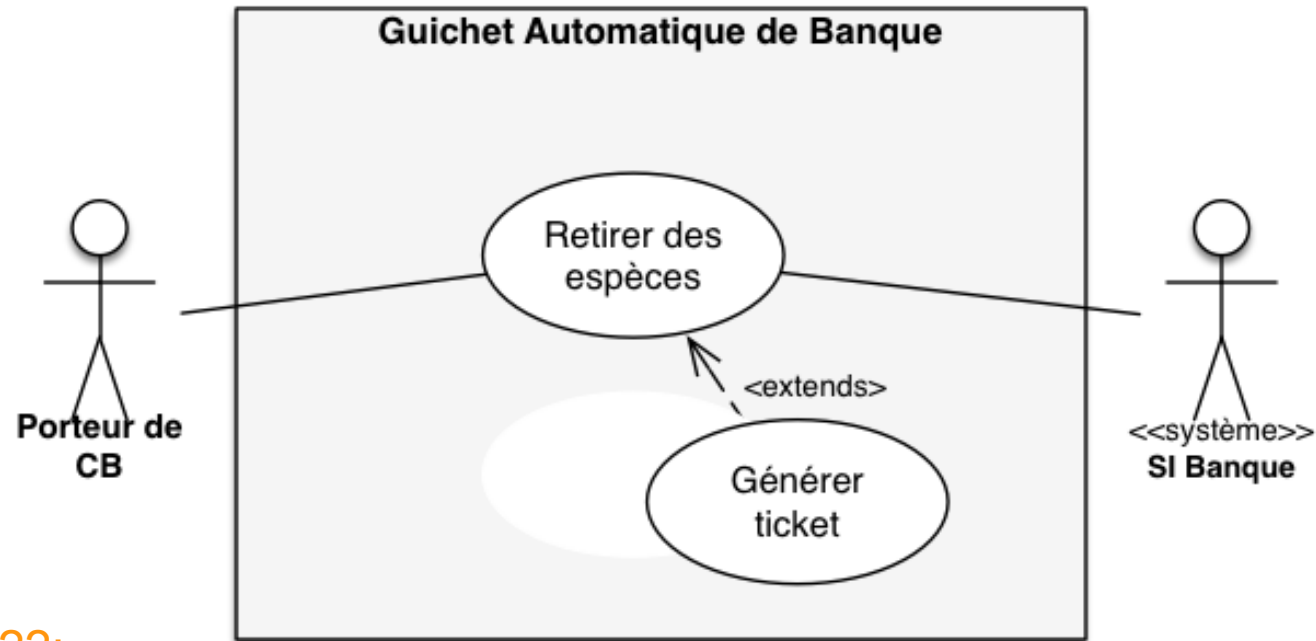 Guichet Automatique de Banque
Retirer des
espèces
<extends>
Porteur de
CB
<<système>>
SI Banque
Générer
ticket